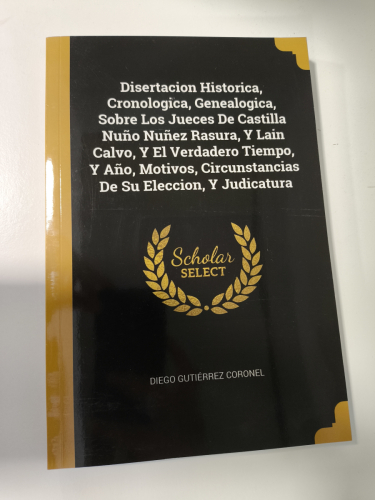 Disertacion Historica,
Cronologica, Genealogica,
Sobre Los Jueces De Castilla
Nuño Nuñez Rasura, Y Lain
Calvo, Y El Verdadero Tiempo,
Y Año, Motivos, Circunstancias
De Su Eleccion, Y Judicatura
Scholar
SELECT
DIEGO GUTIÉRREZ CORONEL